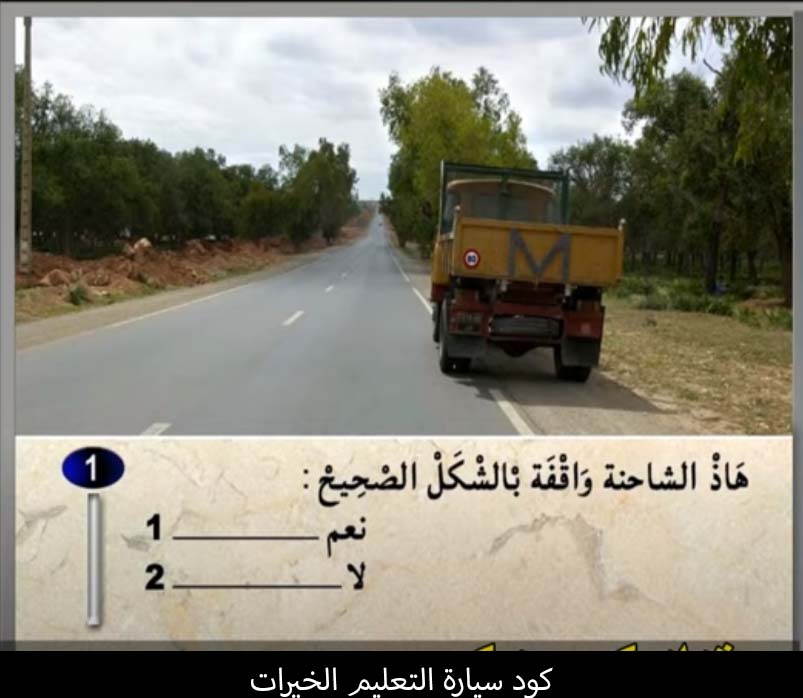 80
M
1
هَاذْ الشاحنة وَاقْفَة بْالشْكَلْ الصْحِيحْ :
نعم 1
لا 2
كود سيارة التعليم الخيرات